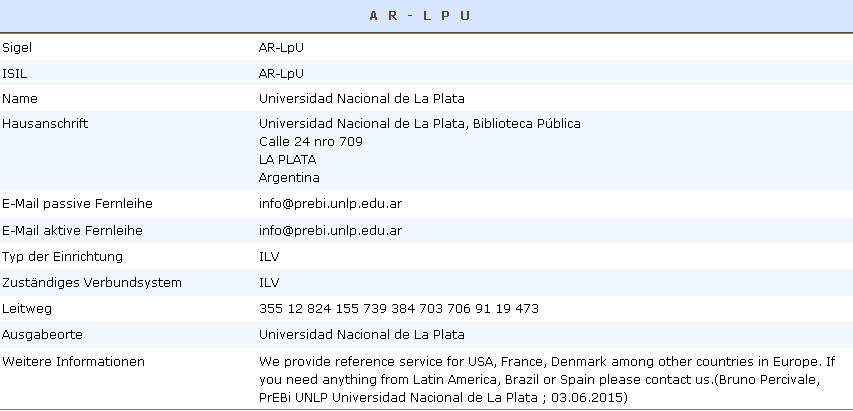 AR-LPU
Sigel AR-LpU
ISIL AR-LpU
Name Universidad Nacional de La Plata
Hausanschrift Universidad Nacional de La Plata, Biblioteca Pública
Calle 24 nro 709
LA PLATA
Argentina
E-Mail passive Fernleihe info@prebi.unlp.edu.ar
E-Mail aktive Fernleihe info@prebi.unlp.edu.ar
Typ der Einrichtung ILV
Zuständiges Verbundsystem ILV
Leitweg 355 12 824 155 739 384 703 706 91 19 473
Ausgabeorte Universidad Nacional de La Plata
Weitere Informationen We provide reference service for USA, France, Denmark among other countries in Europe. If
you need anything from Latin America, Brazil or Spain please contact us.(Bruno Percivale,
PrEBi UNLP Universidad Nacional de La Plata ; 03.06.2015)